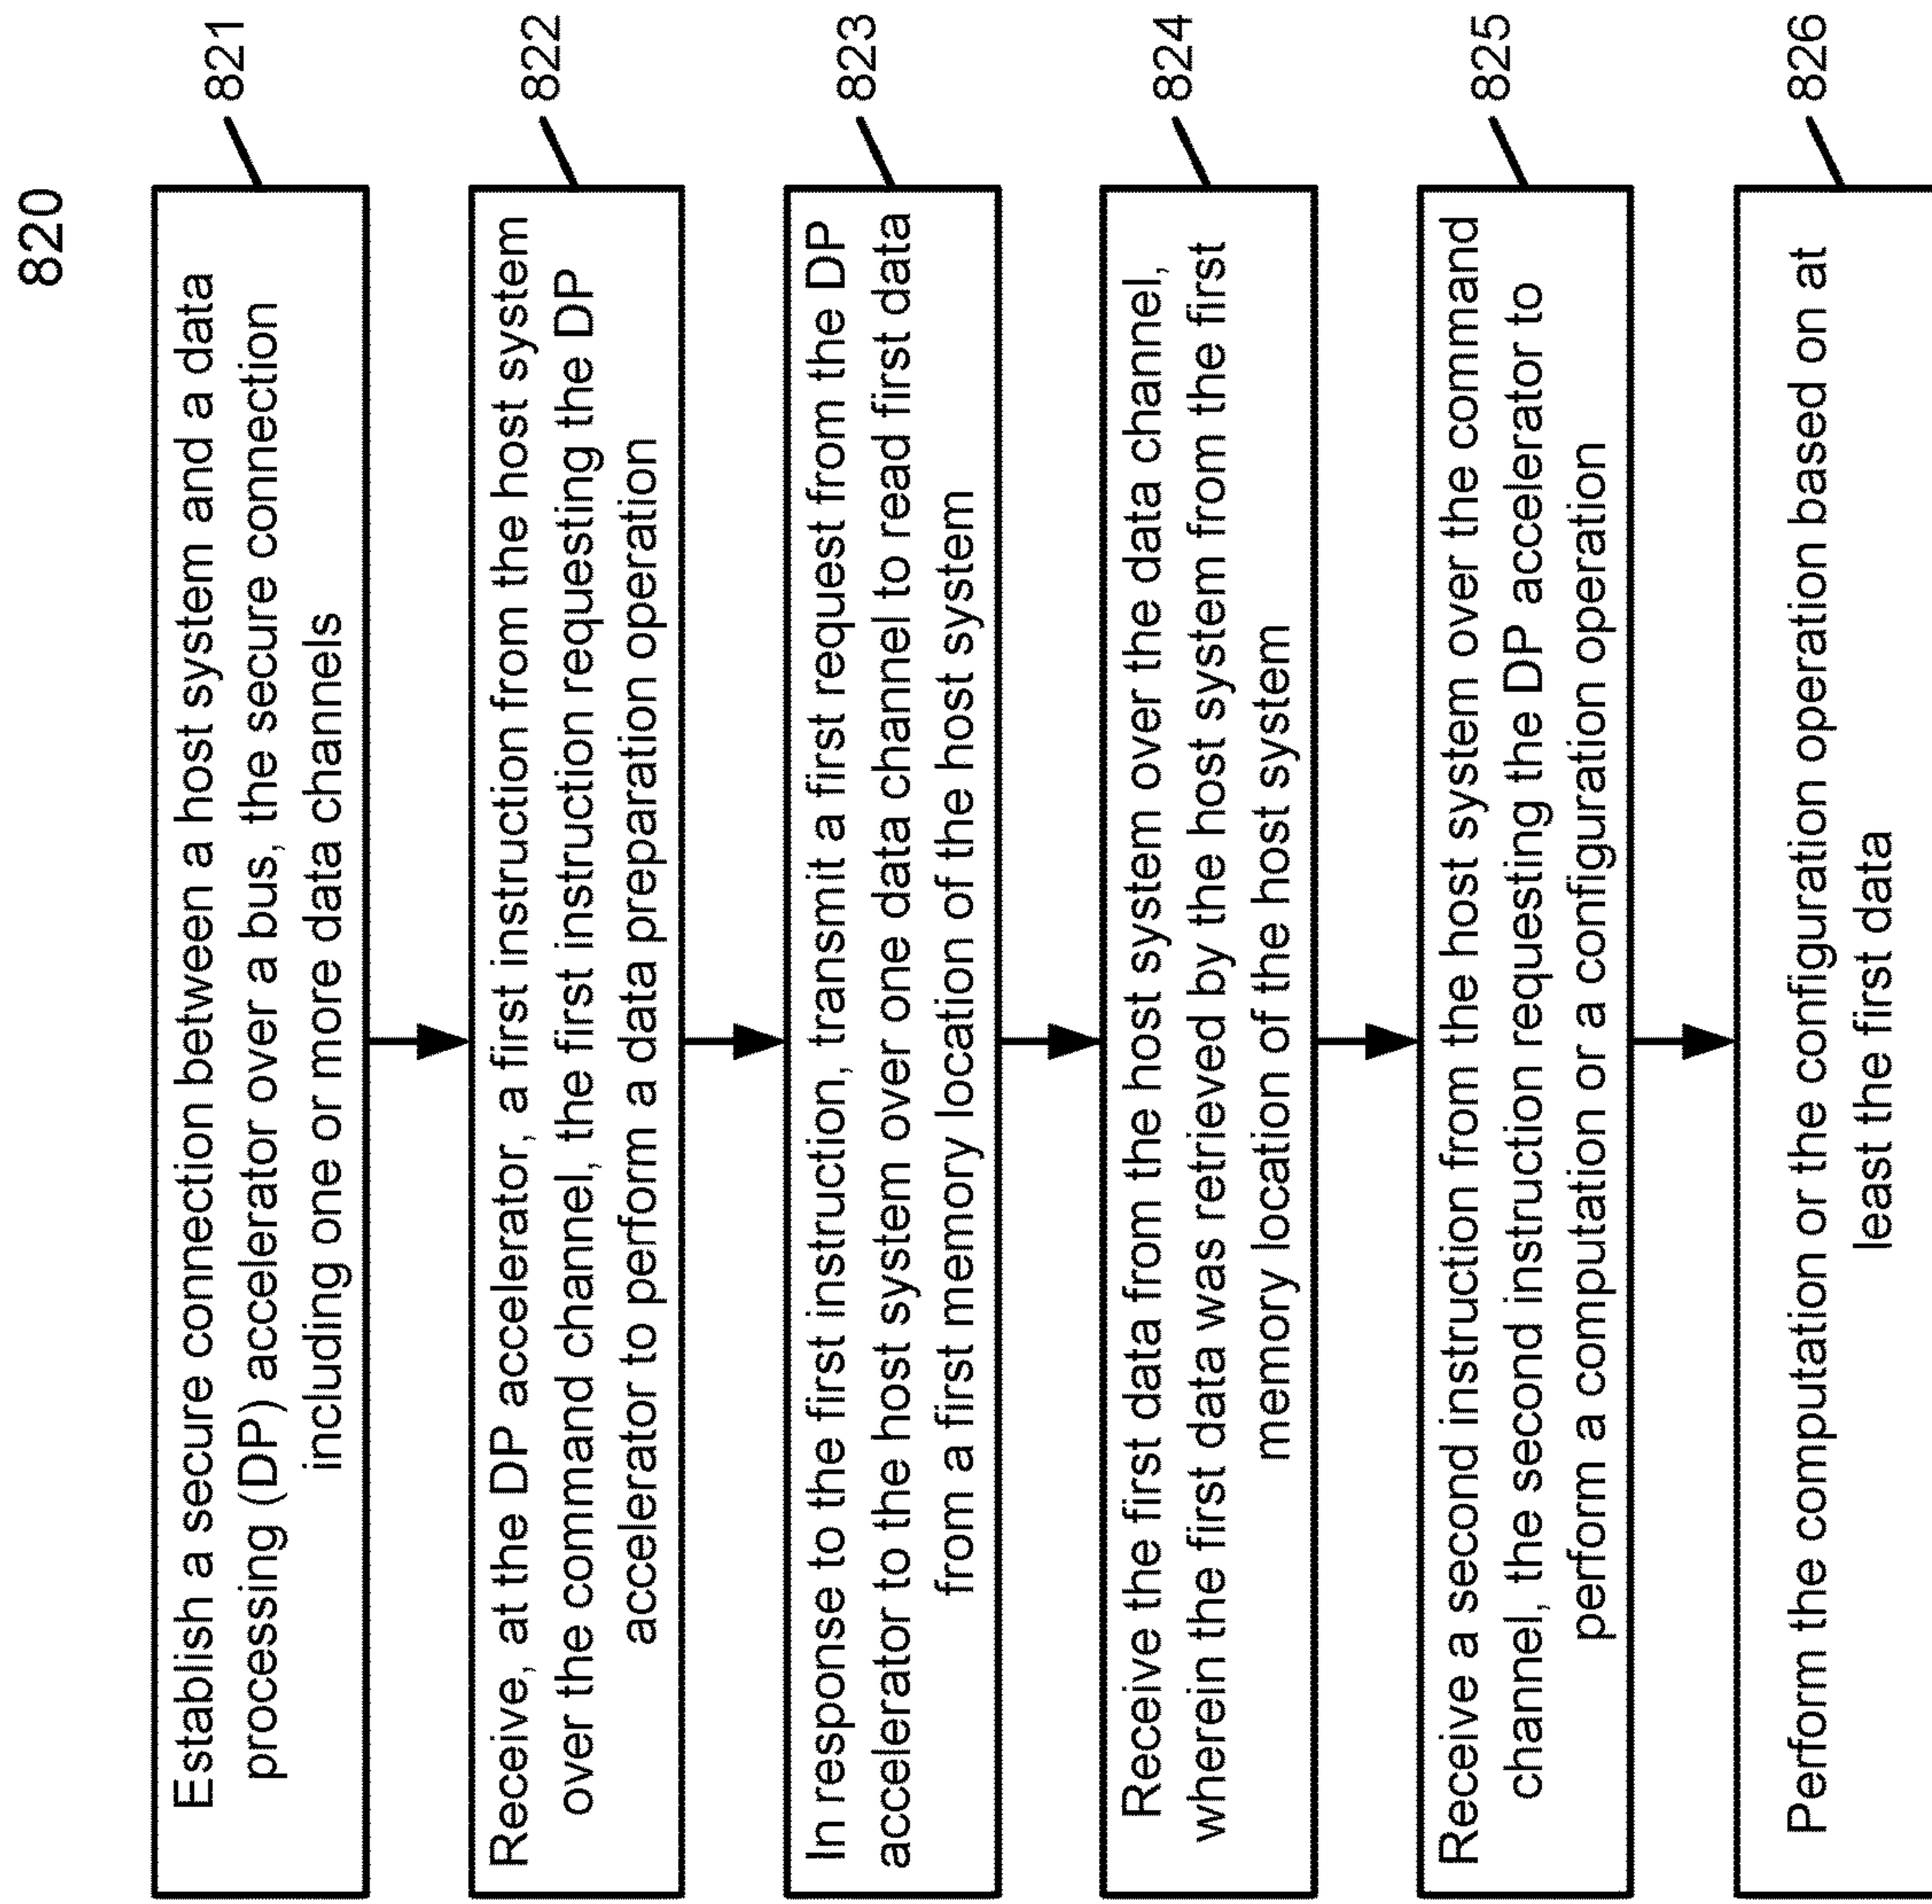 820
Establish a secure connection between a host system and a data
processing (DP) accelerator over a bus, the secure connection
including one or more data channels
821
Receive, at the DP accelerator, a first instruction from the host system
over the command channel, the first instruction requesting the DP
accelerator to perform a data preparation operation
822
In response to the first instruction, transmit a first request from the DP
accelerator to the host system over one data channel to read first data
from a first memory location of the host system
823
Receive the first data from the host system over the data channel,
wherein the first data was retrieved by the host system from the first
memory location of the host system
824
Receive a second instruction from the host system over the command
channel, the second instruction requesting the DP accelerator to
perform a computation or a configuration operation
825
Perform the computation or the configuration operation based on at
least the first data
826